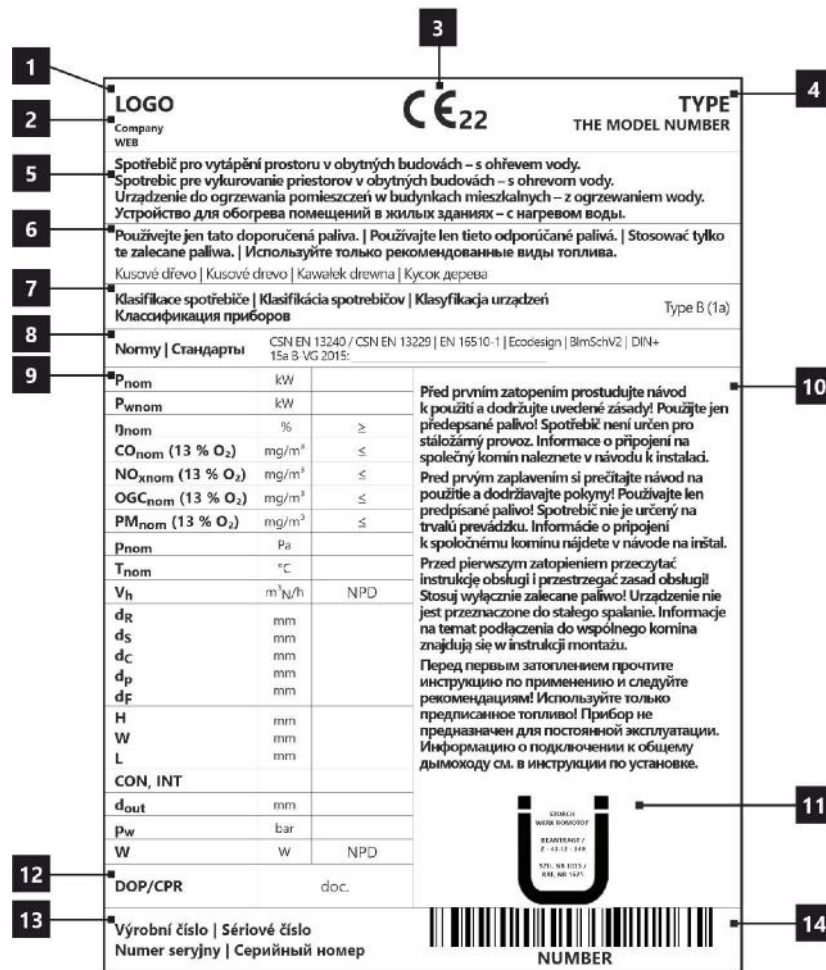 3
1
4
2
LOGO
Company
WEB
CE22
TYPE
THE MODEL NUMBER
5
Spotřebič pro vytápění prostoru v obytných budovách – s ohřevem vody.
Spotrebic pre vykurovanie priestorov v obytných budovách – s ohrevom vody.
Urządzenie do ogrzewania pomieszczeń w budynkach mieszkalnych – z ogrzewaniem wody.
Устройство для обогрева помещений в жилых зданиях – с нагревом воды.
6
Používejte jen tato doporučená paliva. | Používajte len tieto odporúčané palivá. | Stosować tylko
te zalecane paliwa. | Используйте только рекомендованные виды топлива.
Kusové dřevo | Kusové drevo | Kawałek drewna | Кусок дерева
7
Klasifikace spotřebiče | Klasifikácia spotrebičov | Klasyfikacja urządzeń
Классификация приборов
Type B (1a)
8
Normy | Стандарты
CSN EN 13240 / CSN EN 13229 | EN 16510-1 | Ecodesign | BImSchV2 | DIN+
15a B-VG 2015:
9
Pnom kW
Pwnom kW
ηnom % ≥
COnom (13 % O₂) mg/m³ ≤
NOxnom (13 % O₂) mg/m³ ≤
OGCnom (13 % O₂) mg/m³ ≤
PMnom (13 % O₂) mg/m³ ≤
pnom Pa
Tnom °C
Vh m³N/h NPD
dR mm
dS mm
dC mm
dp mm
dF mm
H mm
W mm
L mm
CON, INT
dout mm
pw bar
W W NPD
10
Před prvním zatopením prostudujte návod
k použití a dodržujte uvedené zásady! Použijte jen
předepsané palivo! Spotřebič není určen pro
stáložárný provoz. Informace o připojení na
společný komín naleznete v návodu k instalaci.
Pred prvým zaplavením si prečítajte návod na
použitie a dodržiavajte pokyny! Používajte len
predpísané palivo! Spotrebič nie je určený na
trvalú prevádzku. Informácie o pripojení
k spoločnému komínu nájdete v návode na inštal.
Przed pierwszym zatopieniem przeczytać
instrukcję obsługi i przestrzegać zasad obsługi!
Stosuj wyłącznie zalecane paliwo! Urządzenie nie
jest przeznaczone do stałego spalanie. Informacje
na temat podłączenia do wspólnego komina
znajdują się w instrukcji montażu.
Перед первым затоплением прочтите
инструкцию по применению и следуйте
рекомендациям! Используйте только
предписанное топливо! Прибор не
предназначен для постоянной эксплуатации.
Информацию о подключении к общему
дымоходу см. в инструкции по установке.
11
STORCH
BEANTRAGE /
12
DOP/CPR doc.
13
Výrobní číslo | Sériové číslo
Numer seryjny | Серийный номер
14
NUMBER